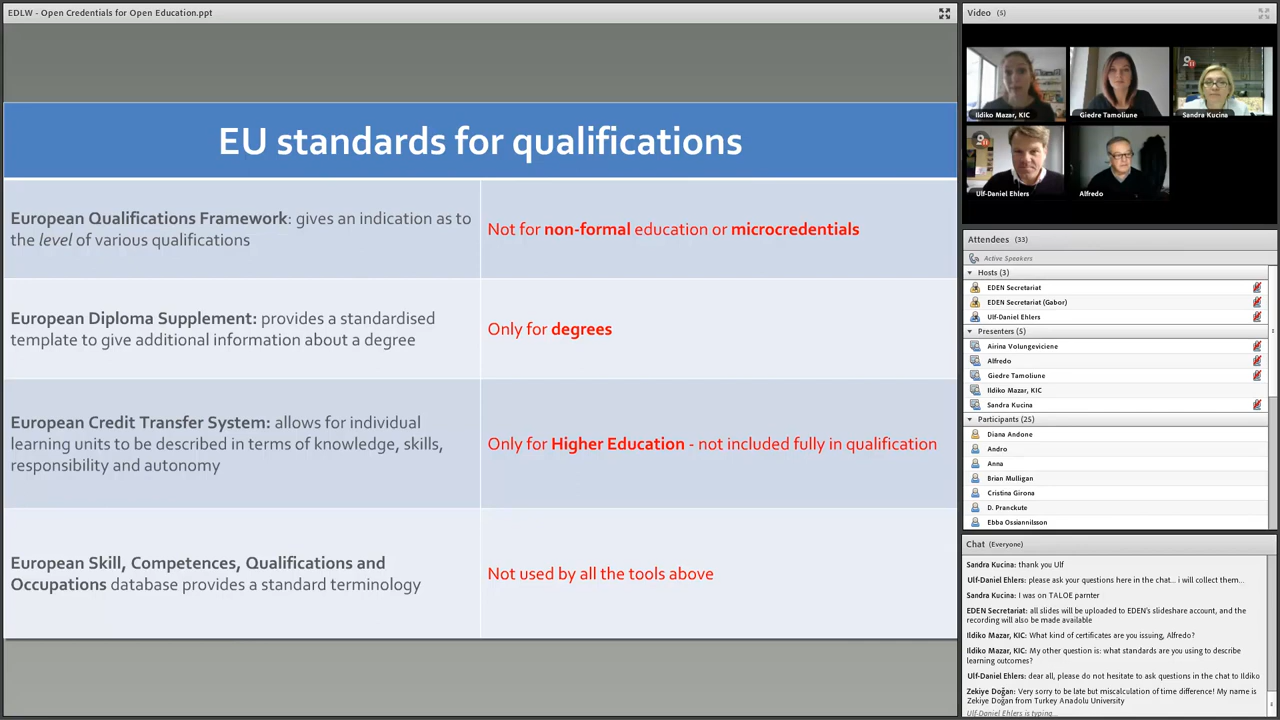 EDLW - Open Credentials for Open Education.ppt
EU standards for qualifications
European Qualifications Framework: gives an indication as to
the level of various qualifications
Not for non-formal education or microcredentials
European Diploma Supplement: provides a standardised
template to give additional information about a degree
Only for degrees
European Credit Transfer System: allows for individual
learning units to be described in terms of knowledge, skills,
responsibility and autonomy
Only for Higher Education - not included fully in qualification
European Skill, Competences, Qualifications and
Occupations database provides a standard terminology
Not used by all the tools above
Video (5)
Ildiko Mazar, KIC
Giedre Tamoliune
Sandra Kucina
Ulf-Daniel Ehlers
Alfredo
Attendees (33)
Active Speakers
Hosts (3)
EDEN Secretariat
EDEN Secretariat (Gabor)
Ulf-Daniel Ehlers
Presenters (5)
Airina Volungeviciene
Alfredo
Giedre Tamoliune
Ildiko Mazar, KIC
Sandra Kucina
Participants (25)
Diana Andone
Andro
Anna
Brian Mulligan
Cristina Girona
D. Pranckute
Ebba Ossiannilsson
Chat (Everyone)
Sandra Kucina: thank you Ulf
Ulf-Daniel Ehlers: please ask your questions here in the chat... i will collect them...
Sandra Kucina: I was on TALOE parnter
EDEN Secretariat: all slides will be uploaded to EDEN's slideshare account, and the
recording will also be made available
Ildiko Mazar, KIC: What kind of certificates are you issuing, Alfredo?
Ildiko Mazar, KIC: My other question is: what standards are you using to describe
learning outcomes?
Ulf-Daniel Ehlers: dear all, please do not hesitate to ask questions in the chat to Ildiko
Zekiye Doğan: Very sorry to be late but miscalculation of time difference! My name is
Zekiye Doğan from Turkey Anadolu University
Ulf-Daniel Ehlers is typing...